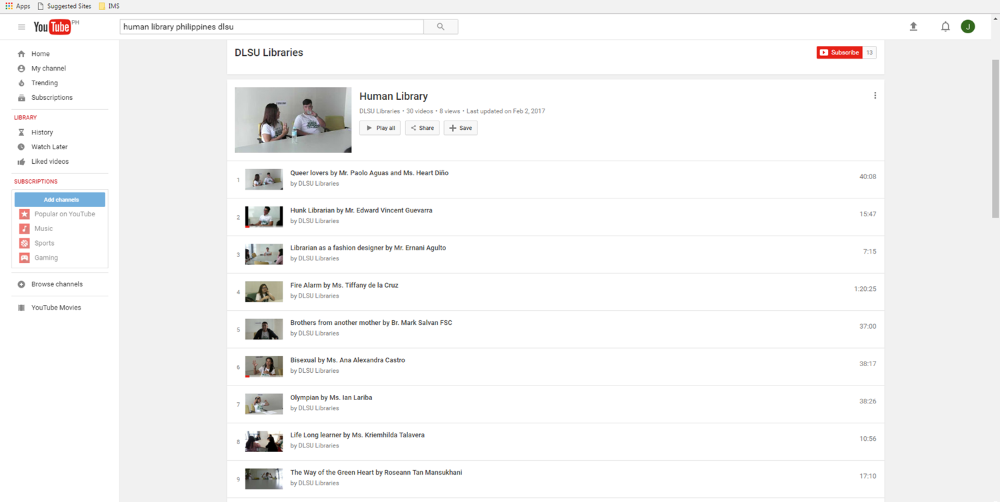 Apps Suggested Sites IMS
YouTube PH
human library philippines dlsu
J
Home
My channel
Trending
Subscriptions
LIBRARY
History
Watch Later
Liked videos
SUBSCRIPTIONS
Add channels
Popular on YouTube
Music
Sports
Gaming
Browse channels
YouTube Movies
DLSU Libraries
Subscribe 13
Human Library
DLSU Libraries • 30 videos • 8 views • Last updated on Feb 2, 2017
Play all Share Save
1 Queer lovers by Mr. Paolo Aguas and Ms. Heart Diño 40:08
by DLSU Libraries
2 Hunk Librarian by Mr. Edward Vincent Guevarra 15:47
by DLSU Libraries
3 Librarian as a fashion designer by Mr. Ernani Agulto 7:15
by DLSU Libraries
4 Fire Alarm by Ms. Tiffany de la Cruz 1:20:25
by DLSU Libraries
5 Brothers from another mother by Br. Mark Salvan FSC 37:00
by DLSU Libraries
6 Bisexual by Ms. Ana Alexandra Castro 38:17
by DLSU Libraries
7 Olympian by Ms. Ian Lariba 38:26
by DLSU Libraries
8 Life Long learner by Ms. Kriemhilda Talavera 10:56
by DLSU Libraries
9 The Way of the Green Heart by Roseann Tan Mansukhani 17:10
by DLSU Libraries